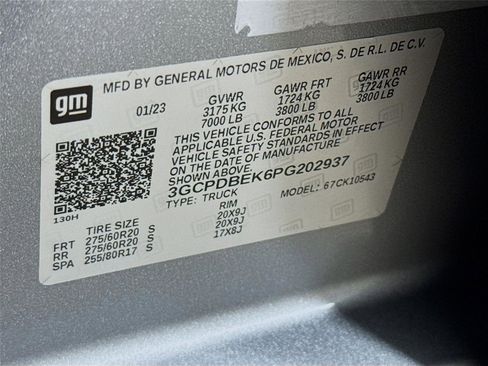 gm
MFD BY GENERAL MOTORS DE MEXICO, S. DE R.L. DE C.V.
01/23 GVWR GAWR FRT GAWR RR
3175 KG 1724 KG 1724 KG
7000 LB 3800 LB 3800 LB
THIS VEHICLE CONFORMS TO ALL
APPLICABLE U.S. FEDERAL MOTOR
VEHICLE SAFETY STANDARDS IN EFFECT
ON THE DATE OF MANUFACTURE SHOWN ABOVE.
3GCPDBEK6PG202937
TYPE: TRUCK MODEL: 67CK10543
130H
TIRE SIZE RIM
FRT 275/60R20 S 20X9J
RR 275/60R20 S 20X9J
SPA 255/80R17 S 17X8J